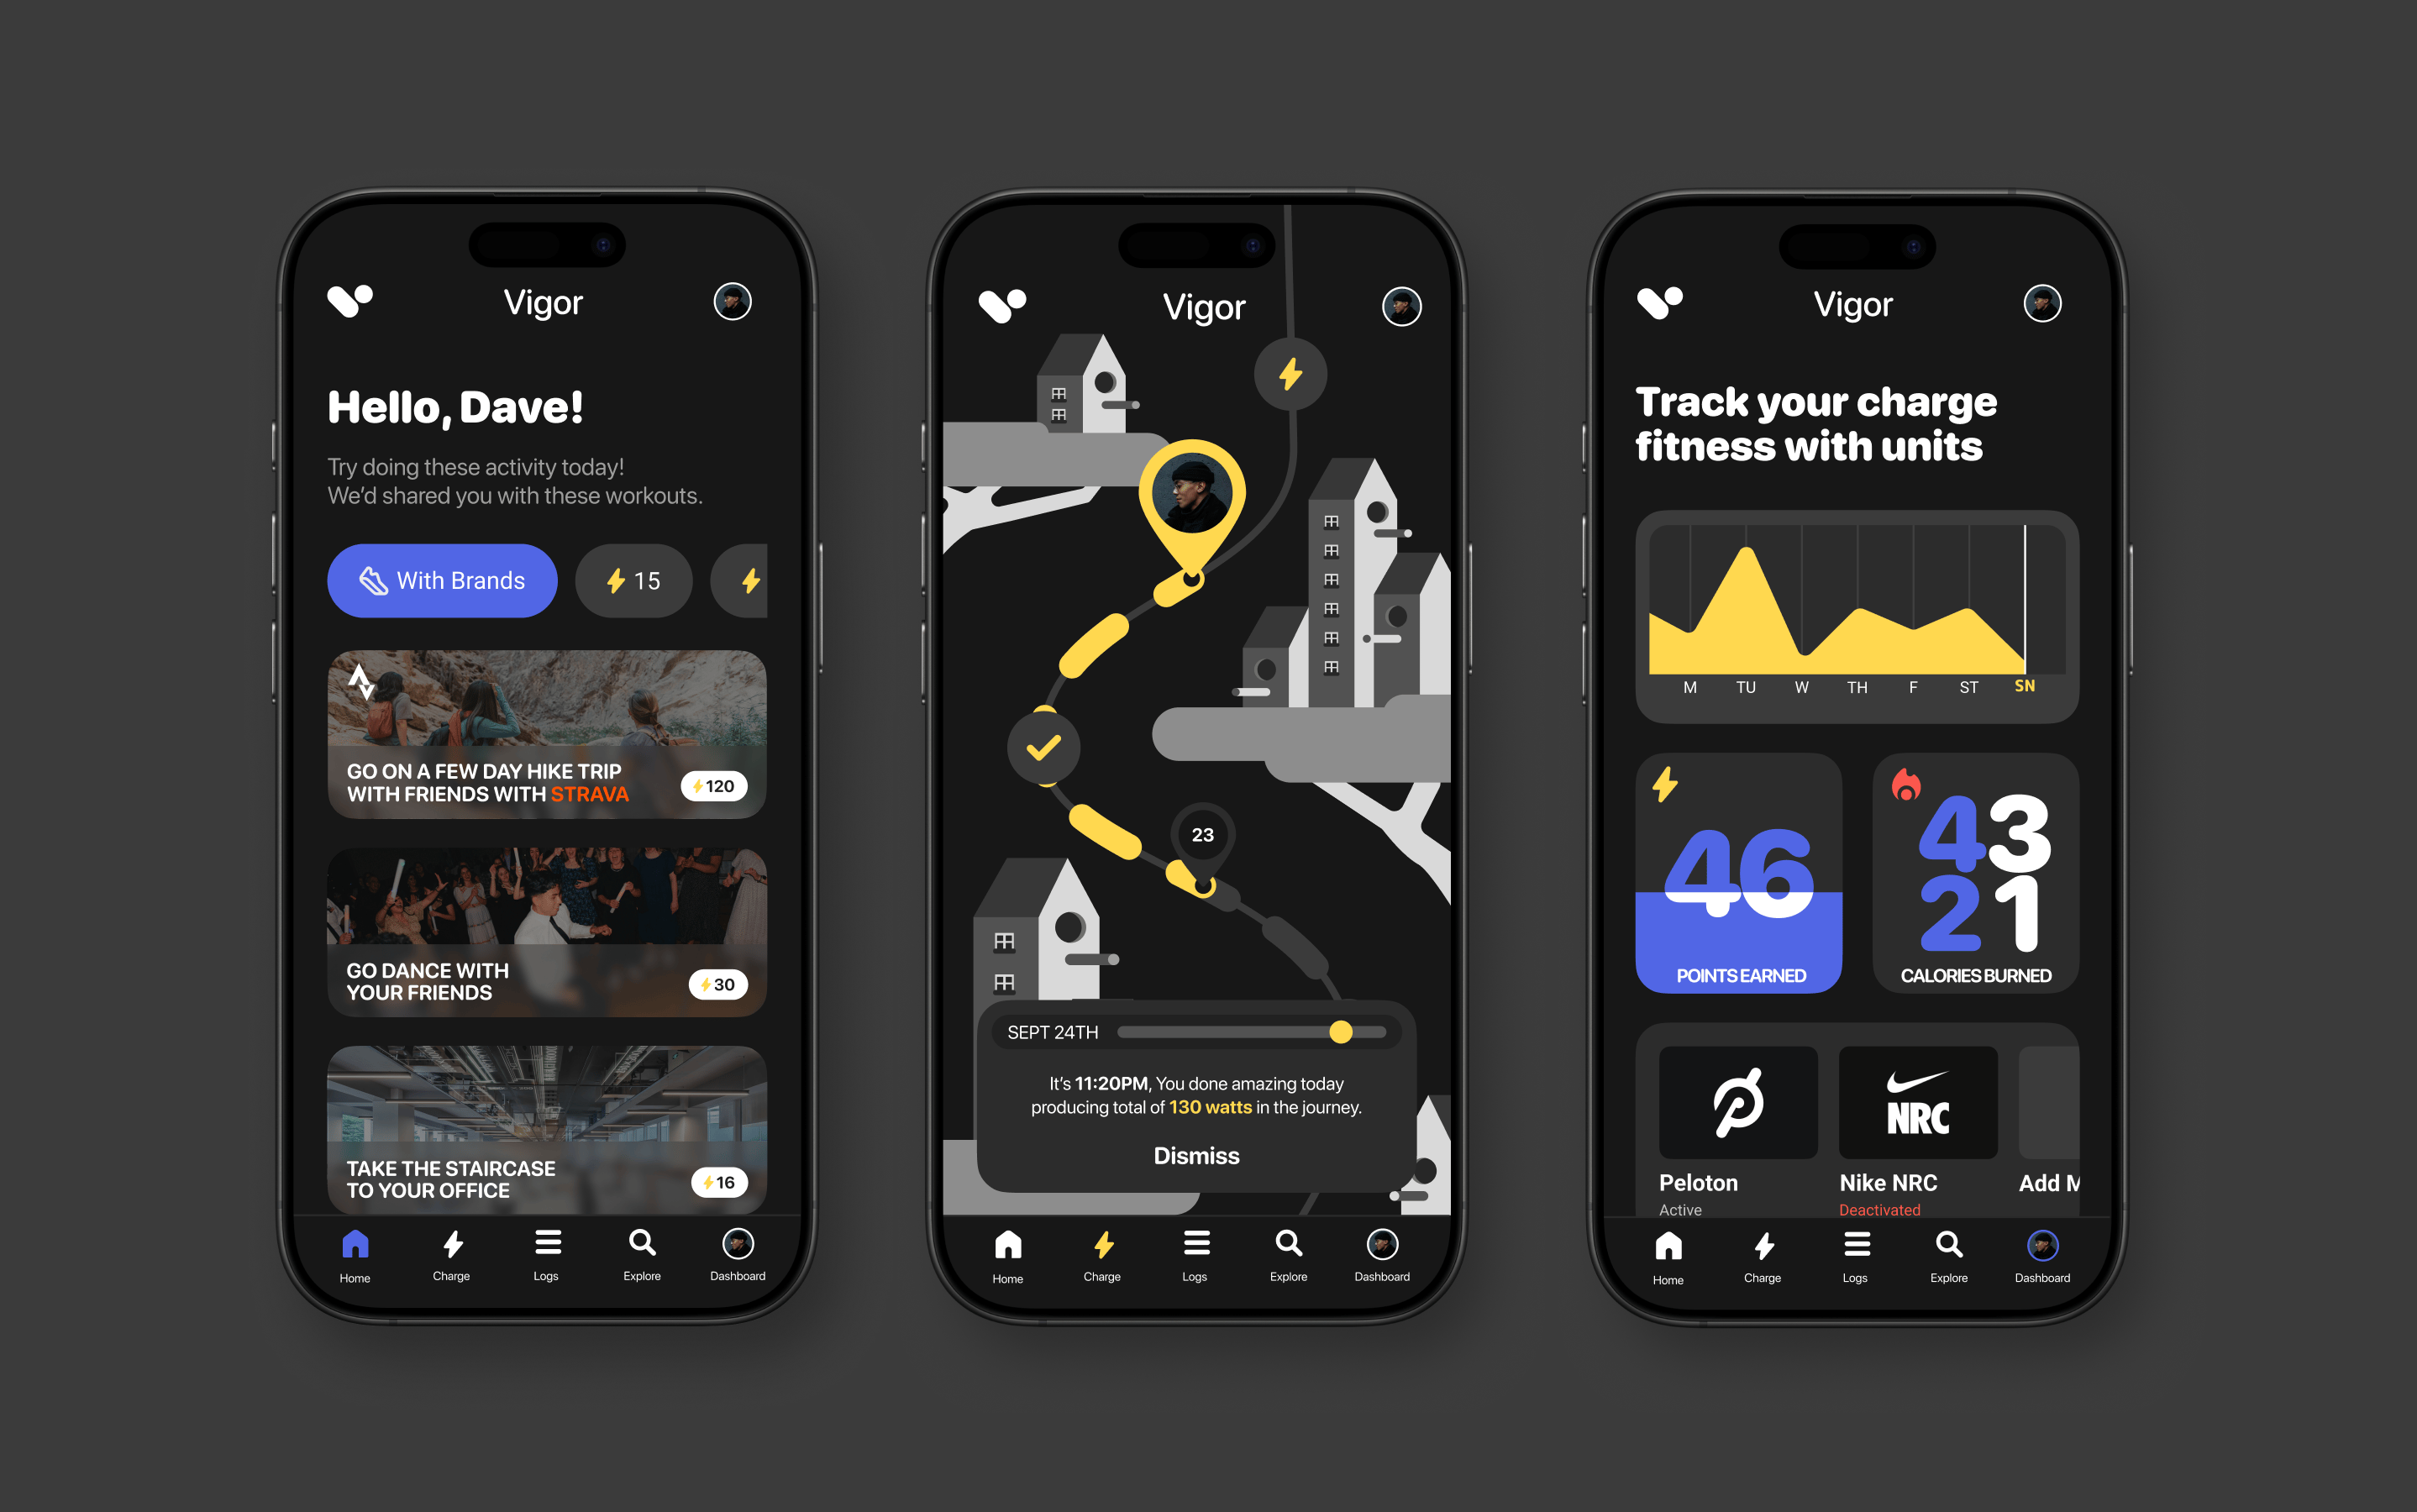 Vigor
Hello, Dave!
Try doing these activity today!
We'd shared you with these workouts.
With Brands
15
GO ON A FEW DAY HIKE TRIP
WITH FRIENDS WITH STRAVA
120
GO DANCE WITH
YOUR FRIENDS
30
TAKE THE STAIRCASE
TO YOUR OFFICE
16
Home
Charge
Logs
Explore
Dashboard
Vigor
23
SEPT 24TH
It's 11:20PM, You done amazing today
producing total of 130 watts in the journey.
Dismiss
Home
Charge
Logs
Explore
Dashboard
Vigor
Track your charge
fitness with units
M TU W TH F ST SN
46
POINTS EARNED
43
21
CALORIES BURNED
NRC
Peloton
Active
Nike NRC
Deactivated
Add M
Home
Charge
Logs
Explore
Dashboard